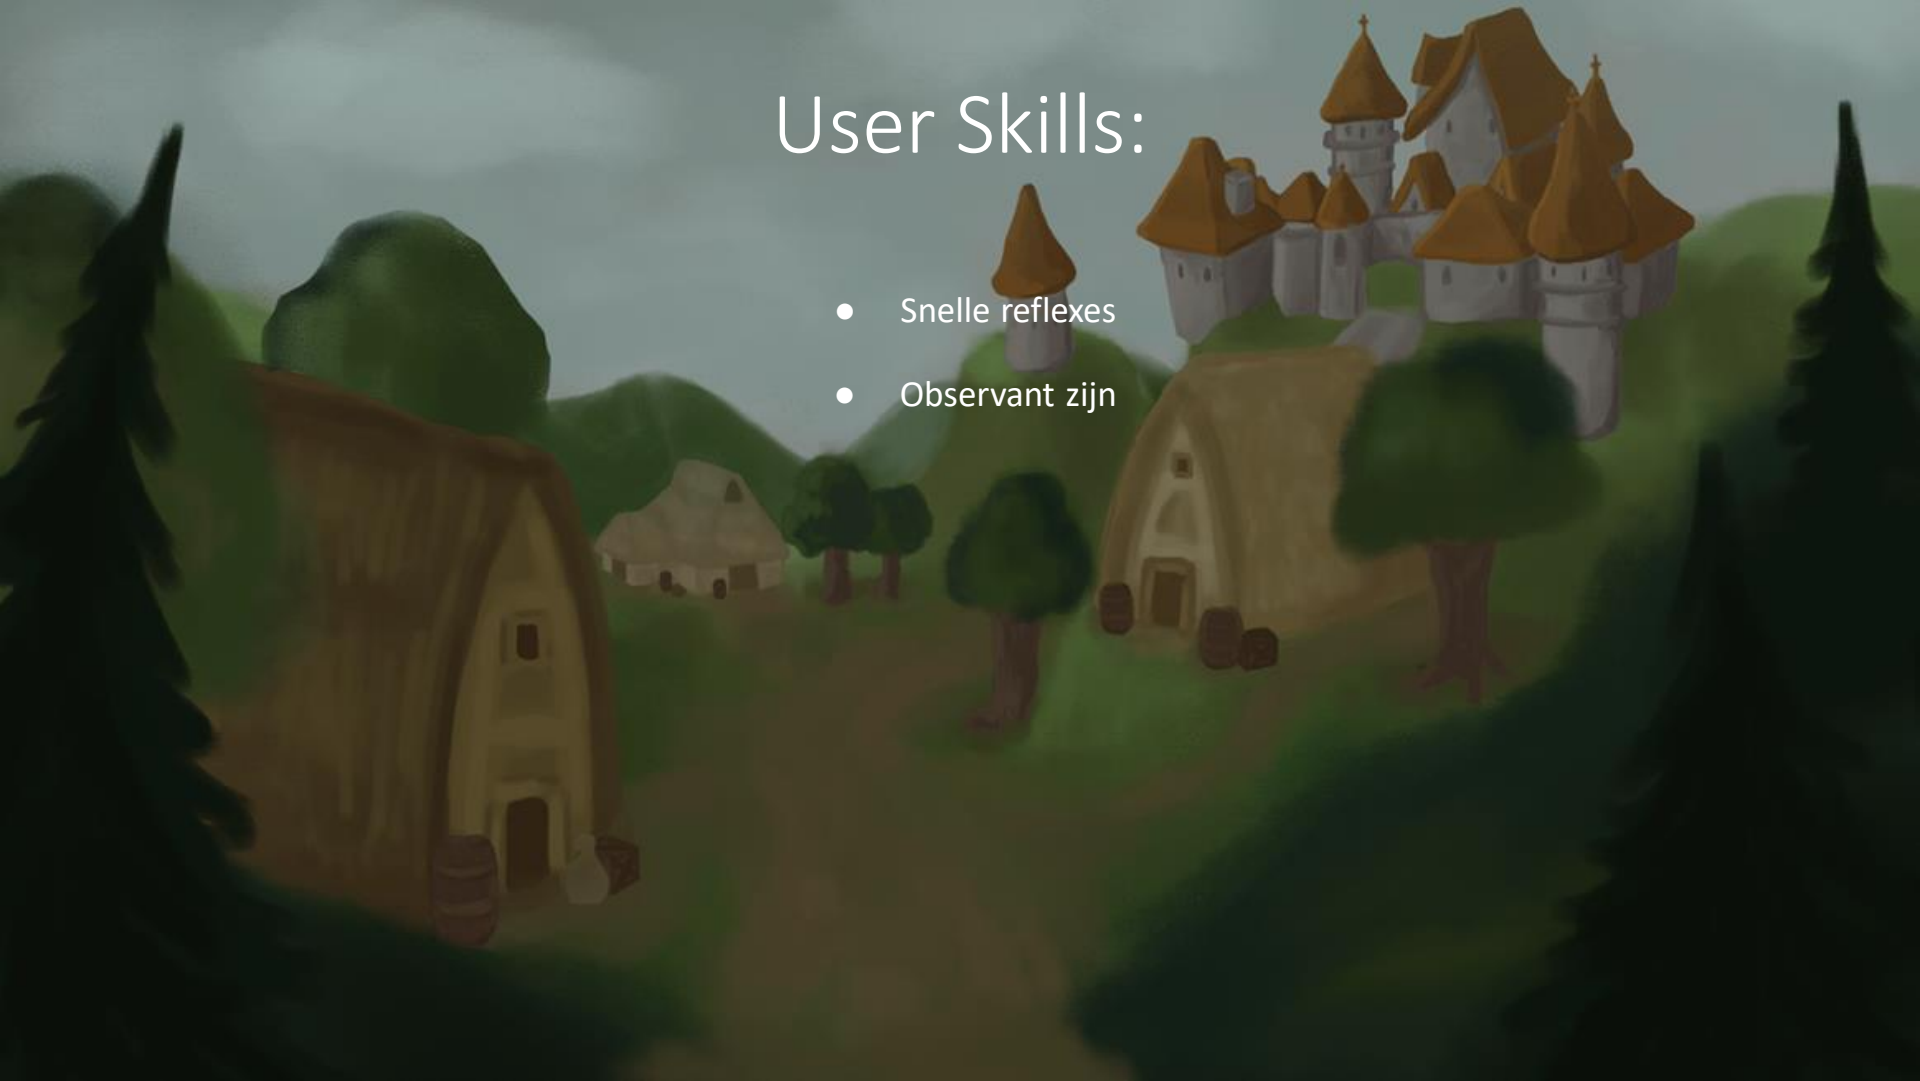 User Skills:
● Snelle reflexes
● Observant zijn